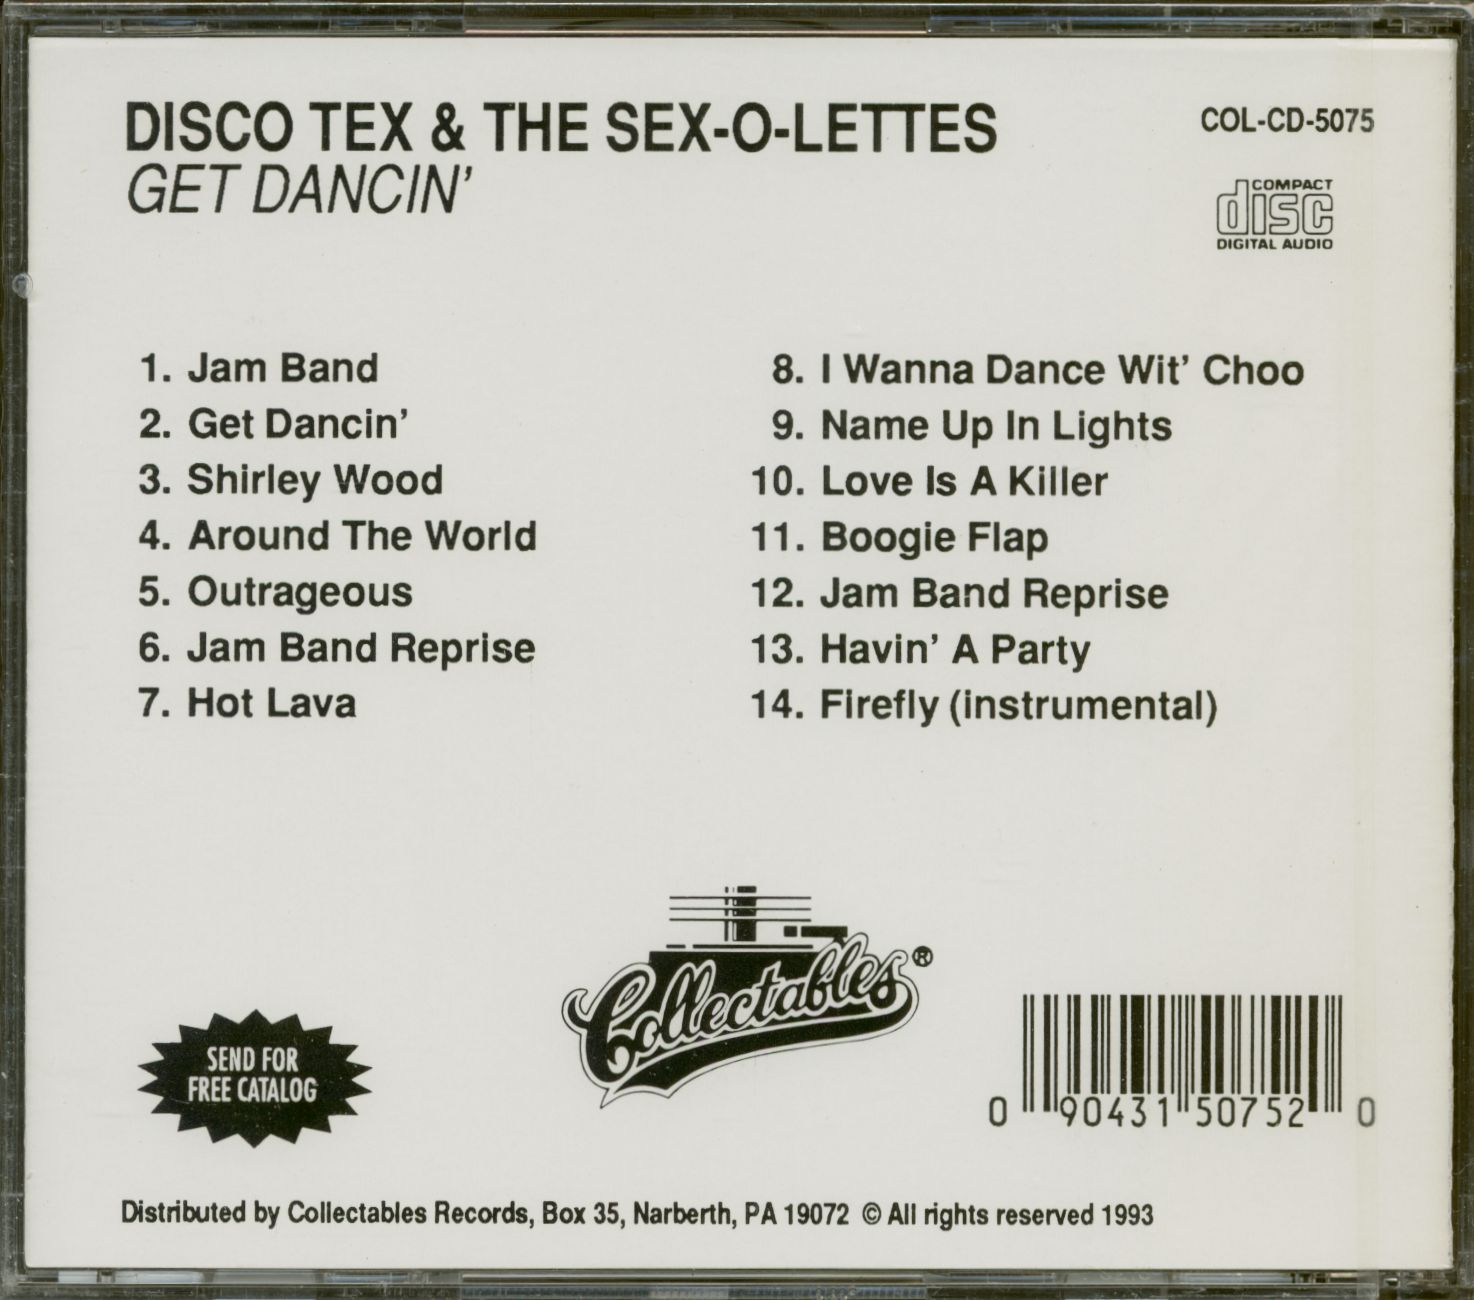 DISCO TEX & THE SEX-O-LETTES
GET DANCIN’
COL-CD-5075
COMPACT
disc
DIGITAL AUDIO
1. Jam Band
2. Get Dancin’
3. Shirley Wood
4. Around The World
5. Outrageous
6. Jam Band Reprise
7. Hot Lava
8. I Wanna Dance Wit’ Choo
9. Name Up In Lights
10. Love Is A Killer
11. Boogie Flap
12. Jam Band Reprise
13. Havin’ A Party
14. Firefly (instrumental)
Collectables®
SEND FOR
FREE CATALOG
0 90431 50752 0
Distributed by Collectables Records, Box 35, Narberth, PA 19072 © All rights reserved 1993